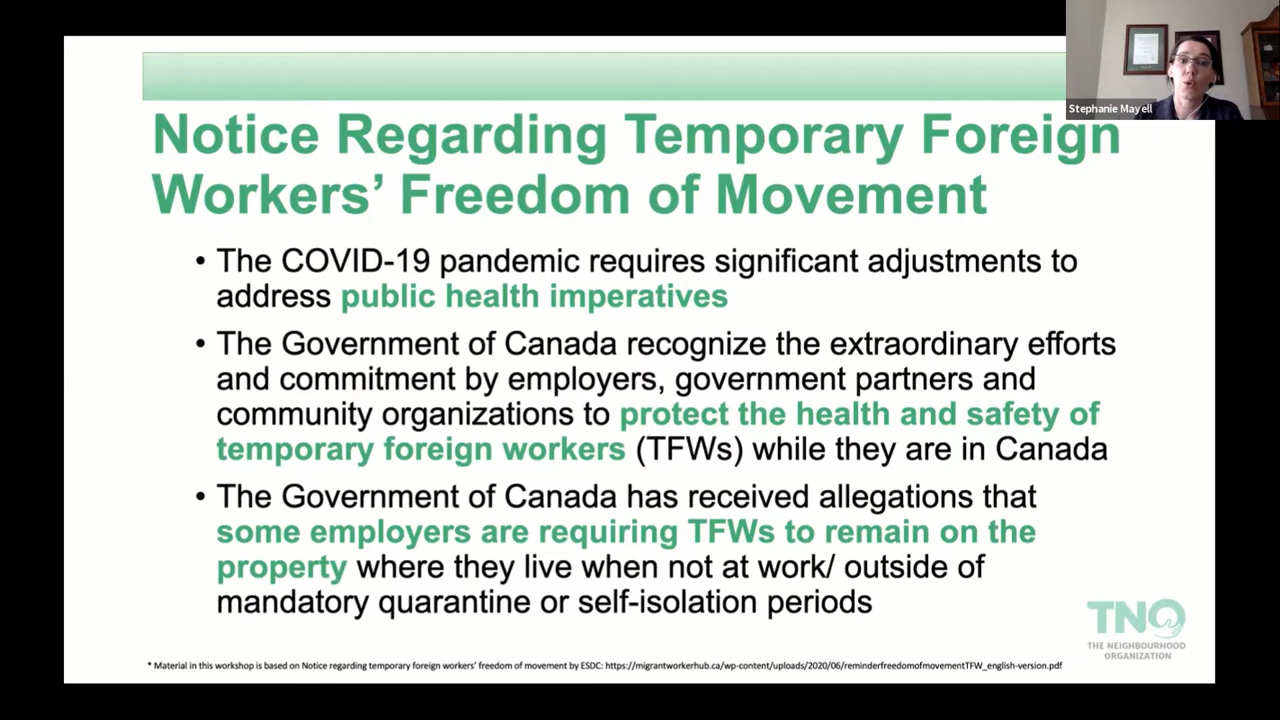 Stephanie Mayell
Notice Regarding Temporary Foreign
Workers’ Freedom of Movement
• The COVID-19 pandemic requires significant adjustments to
address public health imperatives
• The Government of Canada recognize the extraordinary efforts
and commitment by employers, government partners and
community organizations to protect the health and safety of
temporary foreign workers (TFWs) while they are in Canada
• The Government of Canada has received allegations that
some employers are requiring TFWs to remain on the
property where they live when not at work/ outside of
mandatory quarantine or self-isolation periods
TNO
THE NEIGHBOURHOOD
ORGANIZATION
* Material in this workshop is based on Notice regarding temporary foreign workers’ freedom of movement by ESDC: https://migrantworkerhub.ca/wp-content/uploads/2020/06/reminderfreedomofmovementTFW_english-version.pdf